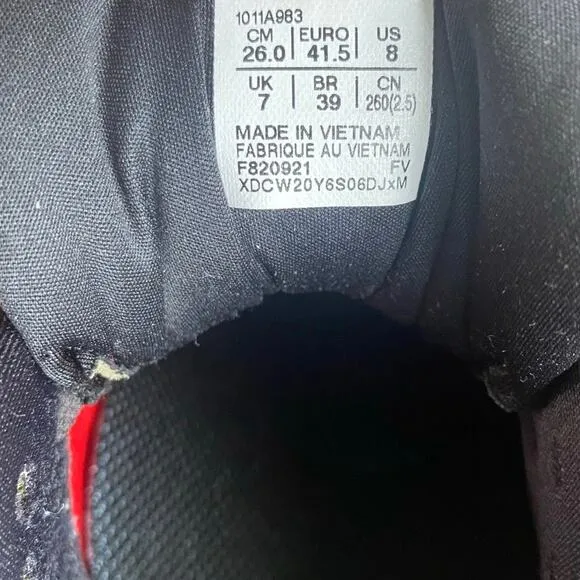 1011A983
CM | EURO | US
26.0 | 41.5 | 8
UK | BR | CN
7 | 39 | 260(2.5)
MADE IN VIETNAM
FABRIQUE AU VIETNAM
F820921 FV
XDCW20Y6S06DJxM